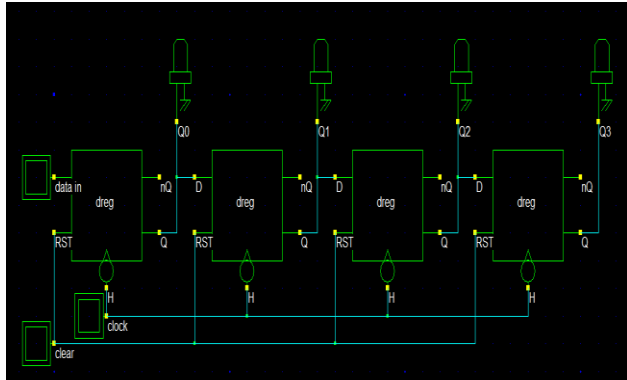 Q0 Q1 Q2 Q3
data in nQ D nQ D nQ D nQ
dreg dreg dreg dreg
RST Q RST Q RST Q RST Q
H H H H
clock
clear